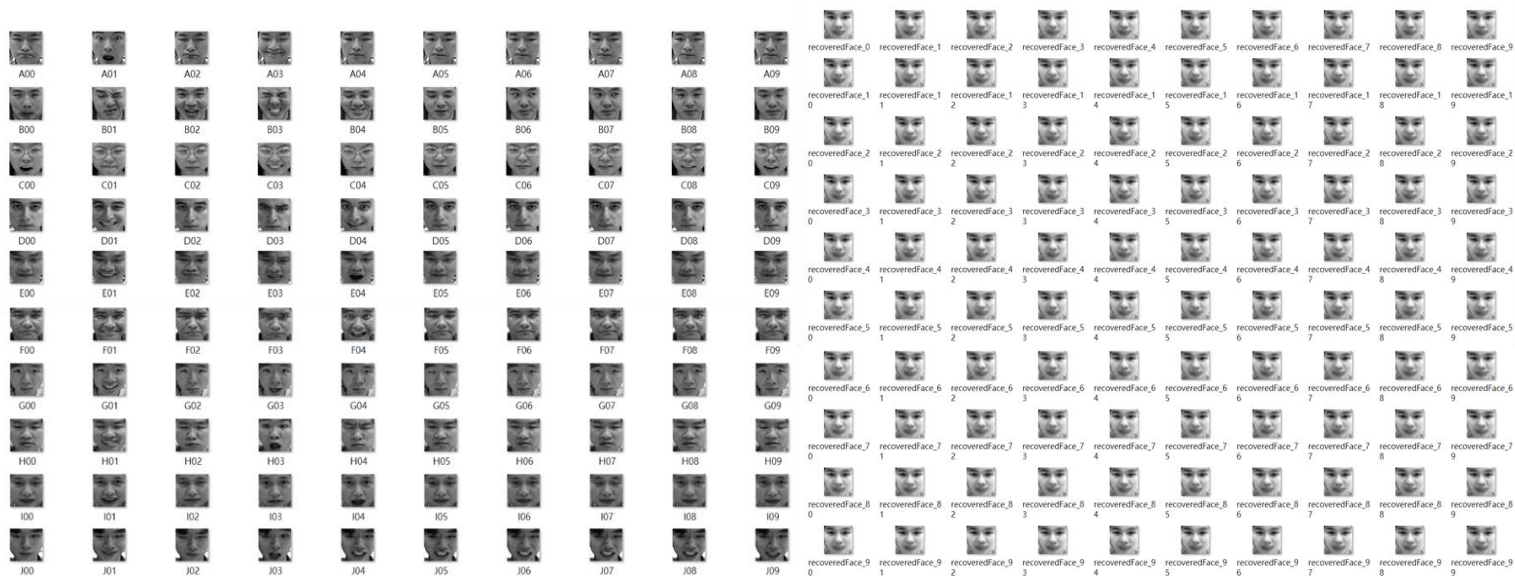 A00 A01 A02 A03 A04 A05 A06 A07 A08 A09
B00 B01 B02 B03 B04 B05 B06 B07 B08 B09
C00 C01 C02 C03 C04 C05 C06 C07 C08 C09
D00 D01 D02 D03 D04 D05 D06 D07 D08 D09
E00 E01 E02 E03 E04 E05 E06 E07 E08 E09
F00 F01 F02 F03 F04 F05 F06 F07 F08 F09
G00 G01 G02 G03 G04 G05 G06 G07 G08 G09
H00 H01 H02 H03 H04 H05 H06 H07 H08 H09
I00 I01 I02 I03 I04 I05 I06 I07 I08 I09
J00 J01 J02 J03 J04 J05 J06 J07 J08 J09
recoveredFace_0 recoveredFace_1 recoveredFace_2 recoveredFace_3 recoveredFace_4 recoveredFace_5 recoveredFace_6 recoveredFace_7 recoveredFace_8 recoveredFace_9
recoveredFace_1 recoveredFace_1 recoveredFace_1 recoveredFace_1 recoveredFace_1 recoveredFace_1 recoveredFace_1 recoveredFace_1 recoveredFace_1 recoveredFace_1
0 1 2 3 4 5 6 7 8 9
recoveredFace_2 recoveredFace_2 recoveredFace_2 recoveredFace_2 recoveredFace_2 recoveredFace_2 recoveredFace_2 recoveredFace_2 recoveredFace_2 recoveredFace_2
0 1 2 3 4 5 6 7 8 9
recoveredFace_3 recoveredFace_3 recoveredFace_3 recoveredFace_3 recoveredFace_3 recoveredFace_3 recoveredFace_3 recoveredFace_3 recoveredFace_3 recoveredFace_3
0 1 2 3 4 5 6 7 8 9
recoveredFace_4 recoveredFace_4 recoveredFace_4 recoveredFace_4 recoveredFace_4 recoveredFace_4 recoveredFace_4 recoveredFace_4 recoveredFace_4 recoveredFace_4
0 1 2 3 4 5 6 7 8 9
recoveredFace_5 recoveredFace_5 recoveredFace_5 recoveredFace_5 recoveredFace_5 recoveredFace_5 recoveredFace_5 recoveredFace_5 recoveredFace_5 recoveredFace_5
0 1 2 3 4 5 6 7 8 9
recoveredFace_6 recoveredFace_6 recoveredFace_6 recoveredFace_6 recoveredFace_6 recoveredFace_6 recoveredFace_6 recoveredFace_6 recoveredFace_6 recoveredFace_6
0 1 2 3 4 5 6 7 8 9
recoveredFace_7 recoveredFace_7 recoveredFace_7 recoveredFace_7 recoveredFace_7 recoveredFace_7 recoveredFace_7 recoveredFace_7 recoveredFace_7 recoveredFace_7
0 1 2 3 4 5 6 7 8 9
recoveredFace_8 recoveredFace_8 recoveredFace_8 recoveredFace_8 recoveredFace_8 recoveredFace_8 recoveredFace_8 recoveredFace_8 recoveredFace_8 recoveredFace_8
0 1 2 3 4 5 6 7 8 9
recoveredFace_9 recoveredFace_9 recoveredFace_9 recoveredFace_9 recoveredFace_9 recoveredFace_9 recoveredFace_9 recoveredFace_9 recoveredFace_9 recoveredFace_9
0 1 2 3 4 5 6 7 8 9